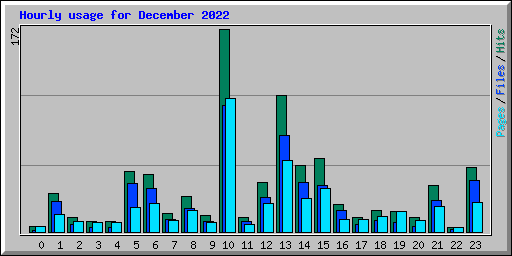 Hourly usage for December 2022
172
Pages / Files / Hits
0 1 2 3 4 5 6 7 8 9 10 11 12 13 14 15 16 17 18 19 20 21 22 23